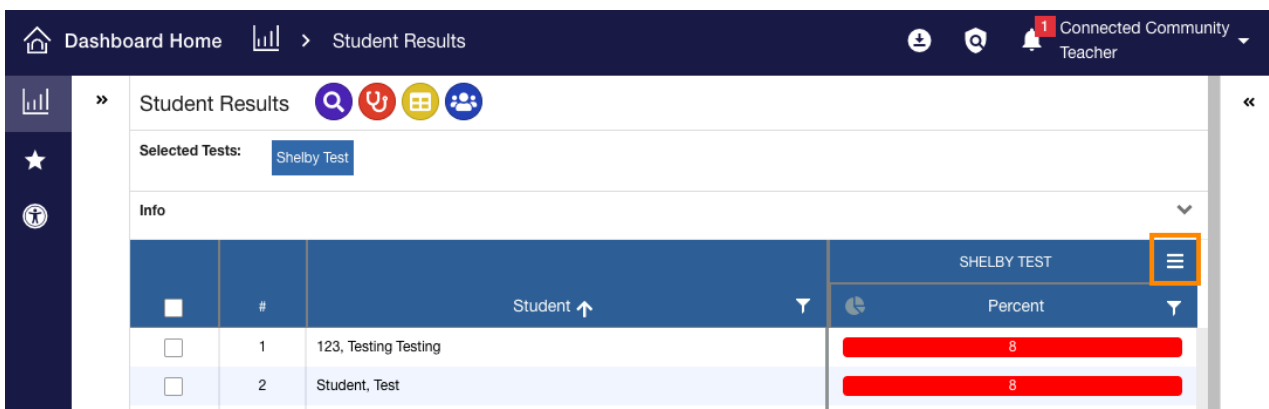 Dashboard Home > Student Results
1
Connected Community
Teacher
» Student Results «
Selected Tests: Shelby Test
Info
SHELBY TEST
# Student Percent
1 123, Testing Testing 8
2 Student, Test 8